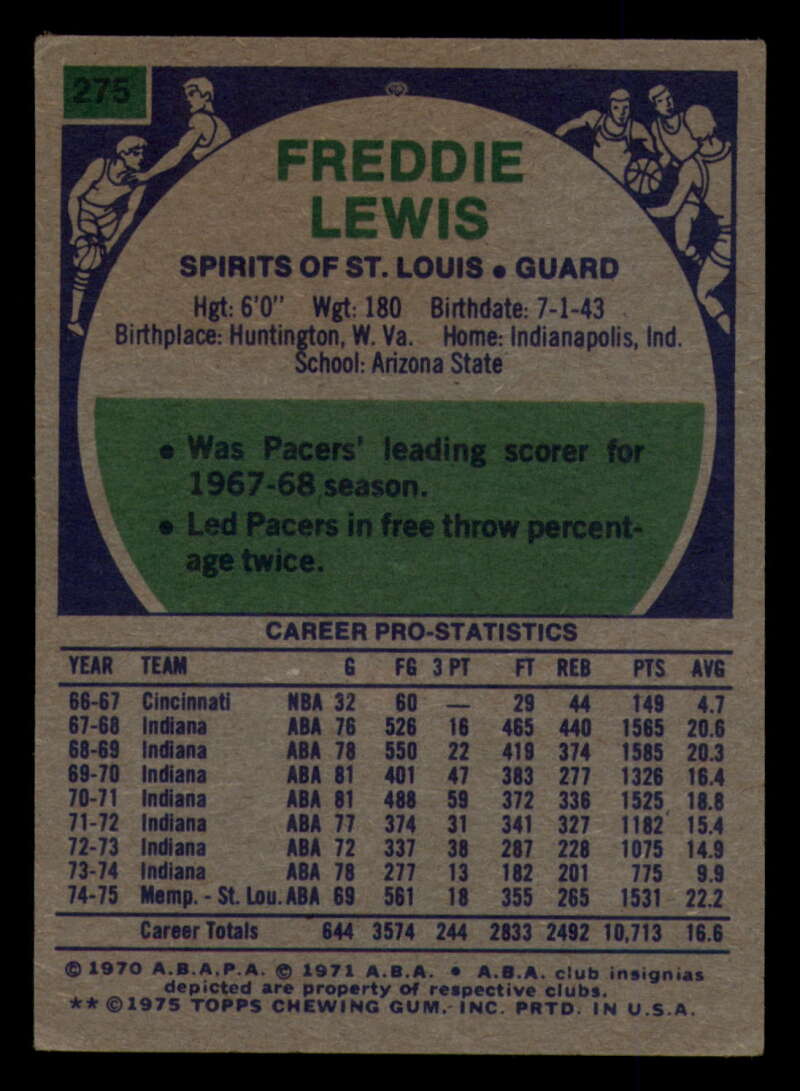 275
FREDDIE
LEWIS
SPIRITS OF ST. LOUIS • GUARD
Hgt: 6'0" Wgt: 180 Birthdate: 7-1-43
Birthplace: Huntington, W. Va. Home: Indianapolis, Ind.
School: Arizona State
• Was Pacers' leading scorer for
1967-68 season.
• Led Pacers in free throw percent-
age twice.
CAREER PRO-STATISTICS
YEAR TEAM G FG 3 PT FT REB PTS AVG
66-67 Cincinnati NBA 32 60 — 29 44 149 4.7
67-68 Indiana ABA 76 526 16 465 440 1565 20.6
68-69 Indiana ABA 78 550 22 419 374 1585 20.3
69-70 Indiana ABA 81 401 47 383 277 1326 16.4
70-71 Indiana ABA 81 488 59 372 336 1525 18.8
71-72 Indiana ABA 77 374 31 341 327 1182 15.4
72-73 Indiana ABA 72 337 38 287 228 1075 14.9
73-74 Indiana ABA 78 277 13 182 201 775 9.9
74-75 Memp. - St. Lou. ABA 69 561 18 355 265 1531 22.2
Career Totals 644 3574 244 2833 2492 10,713 16.6
© 1970 A.B.A.P.A. © 1971 A.B.A. • A.B.A. club insignias
depicted are property of respective clubs.
** © 1975 TOPPS CHEWING GUM, INC. PRTD. IN U.S.A.